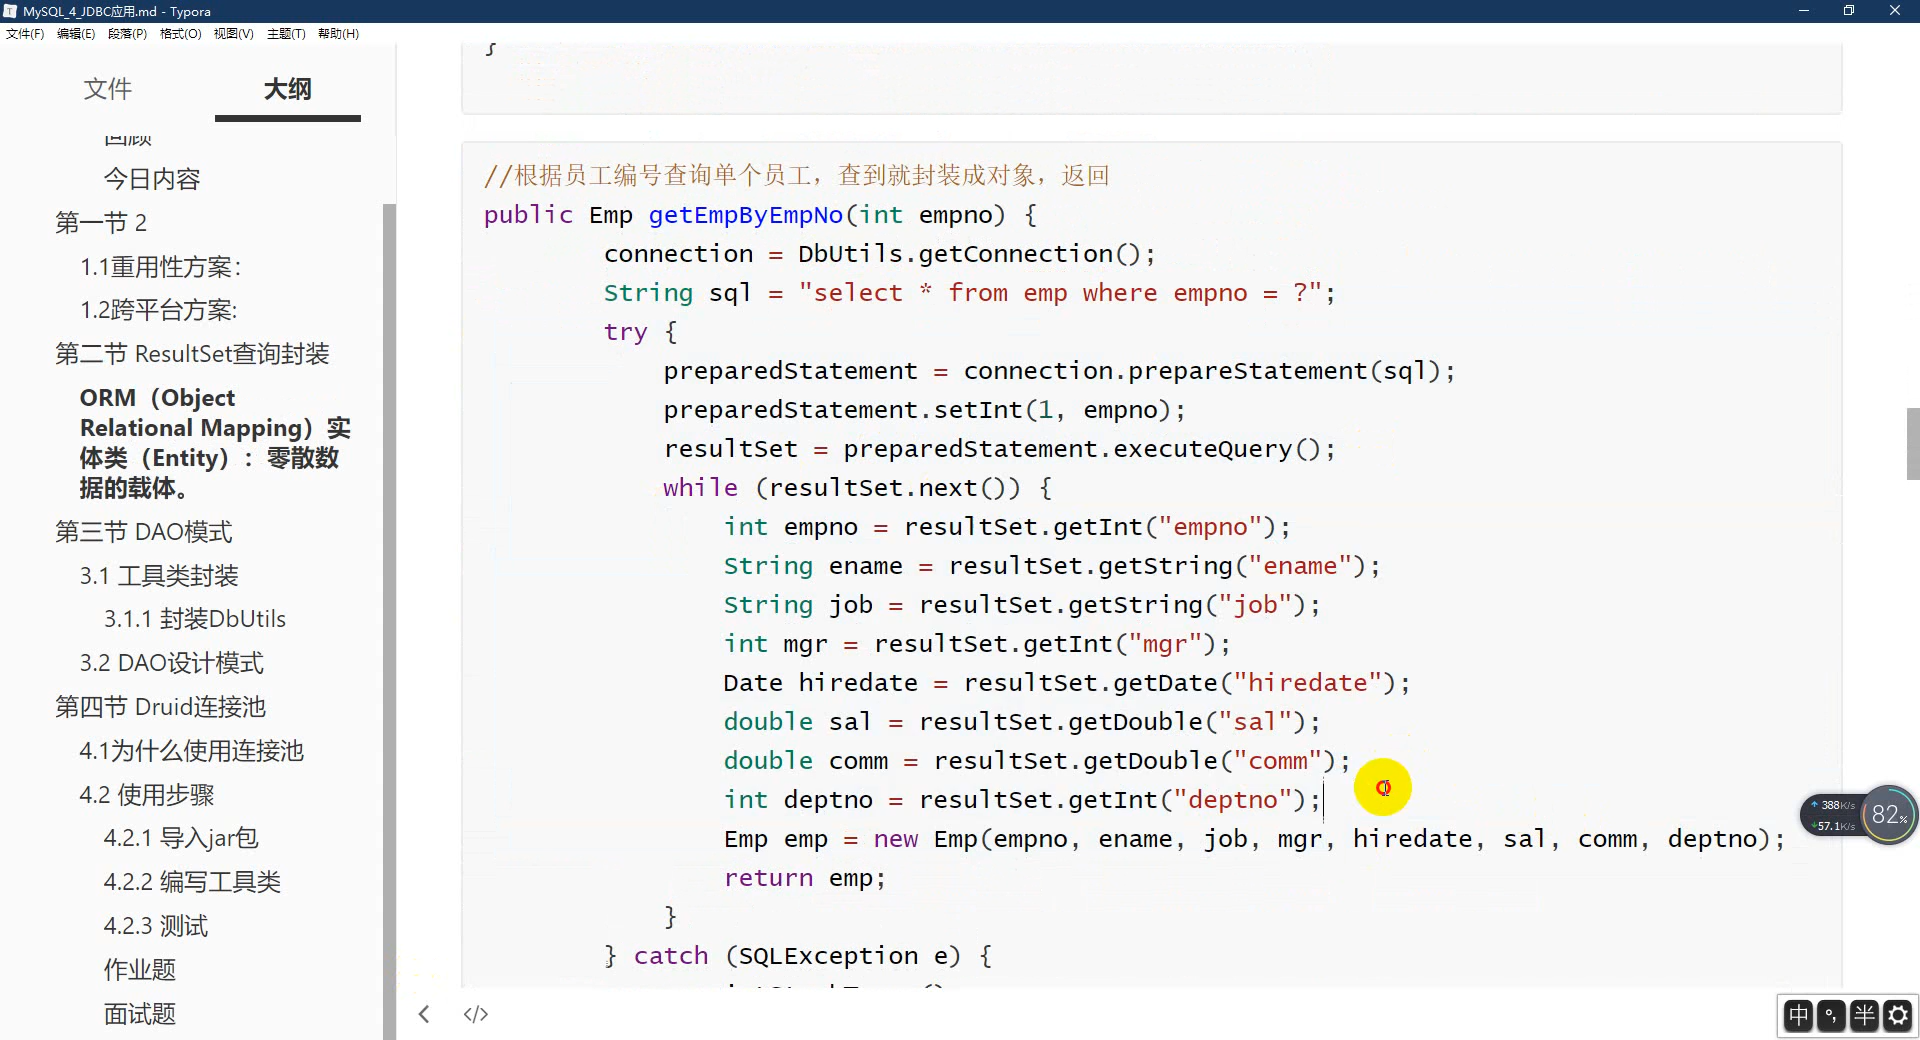 MySQL_4_JDBC应用.md - Typora
文件(F) 编辑(E) 段落(P) 格式(O) 视图(V) 主题(T) 帮助(H)
文件 大纲
回顾
今日内容
第一节 2
1.1重用性方案：
1.2跨平台方案:
第二节 ResultSet查询封装
ORM（Object
Relational Mapping）实
体类（Entity）：零散数
据的载体。
第三节 DAO模式
3.1 工具类封装
3.1.1 封装DbUtils
3.2 DAO设计模式
第四节 Druid连接池
4.1为什么使用连接池
4.2 使用步骤
4.2.1 导入jar包
4.2.2 编写工具类
4.2.3 测试
作业题
面试题
}
//根据员工编号查询单个员工，查到就封装成对象，返回
public Emp getEmpByEmpNo(int empno) {
connection = DbUtils.getConnection();
String sql = "select * from emp where empno = ?";
try {
preparedStatement = connection.prepareStatement(sql);
preparedStatement.setInt(1, empno);
resultSet = preparedStatement.executeQuery();
while (resultSet.next()) {
int empno = resultSet.getInt("empno");
String ename = resultSet.getString("ename");
String job = resultSet.getString("job");
int mgr = resultSet.getInt("mgr");
Date hiredate = resultSet.getDate("hiredate");
double sal = resultSet.getDouble("sal");
double comm = resultSet.getDouble("comm");
int deptno = resultSet.getInt("deptno");
Emp emp = new Emp(empno, ename, job, mgr, hiredate, sal, comm, deptno);
return emp;
}
} catch (SQLException e) {
388K/s
57.1K/s
82%
</>
中 °, 半